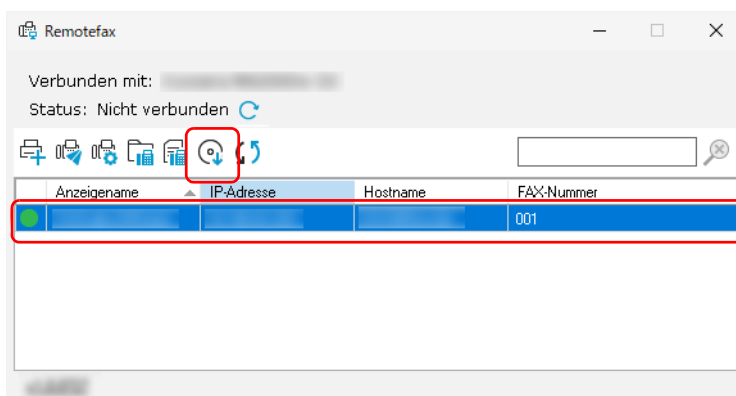 Remotefax
Verbunden mit:
Status: Nicht verbunden
Anzeigename IP-Adresse Hostname FAX-Nummer
001